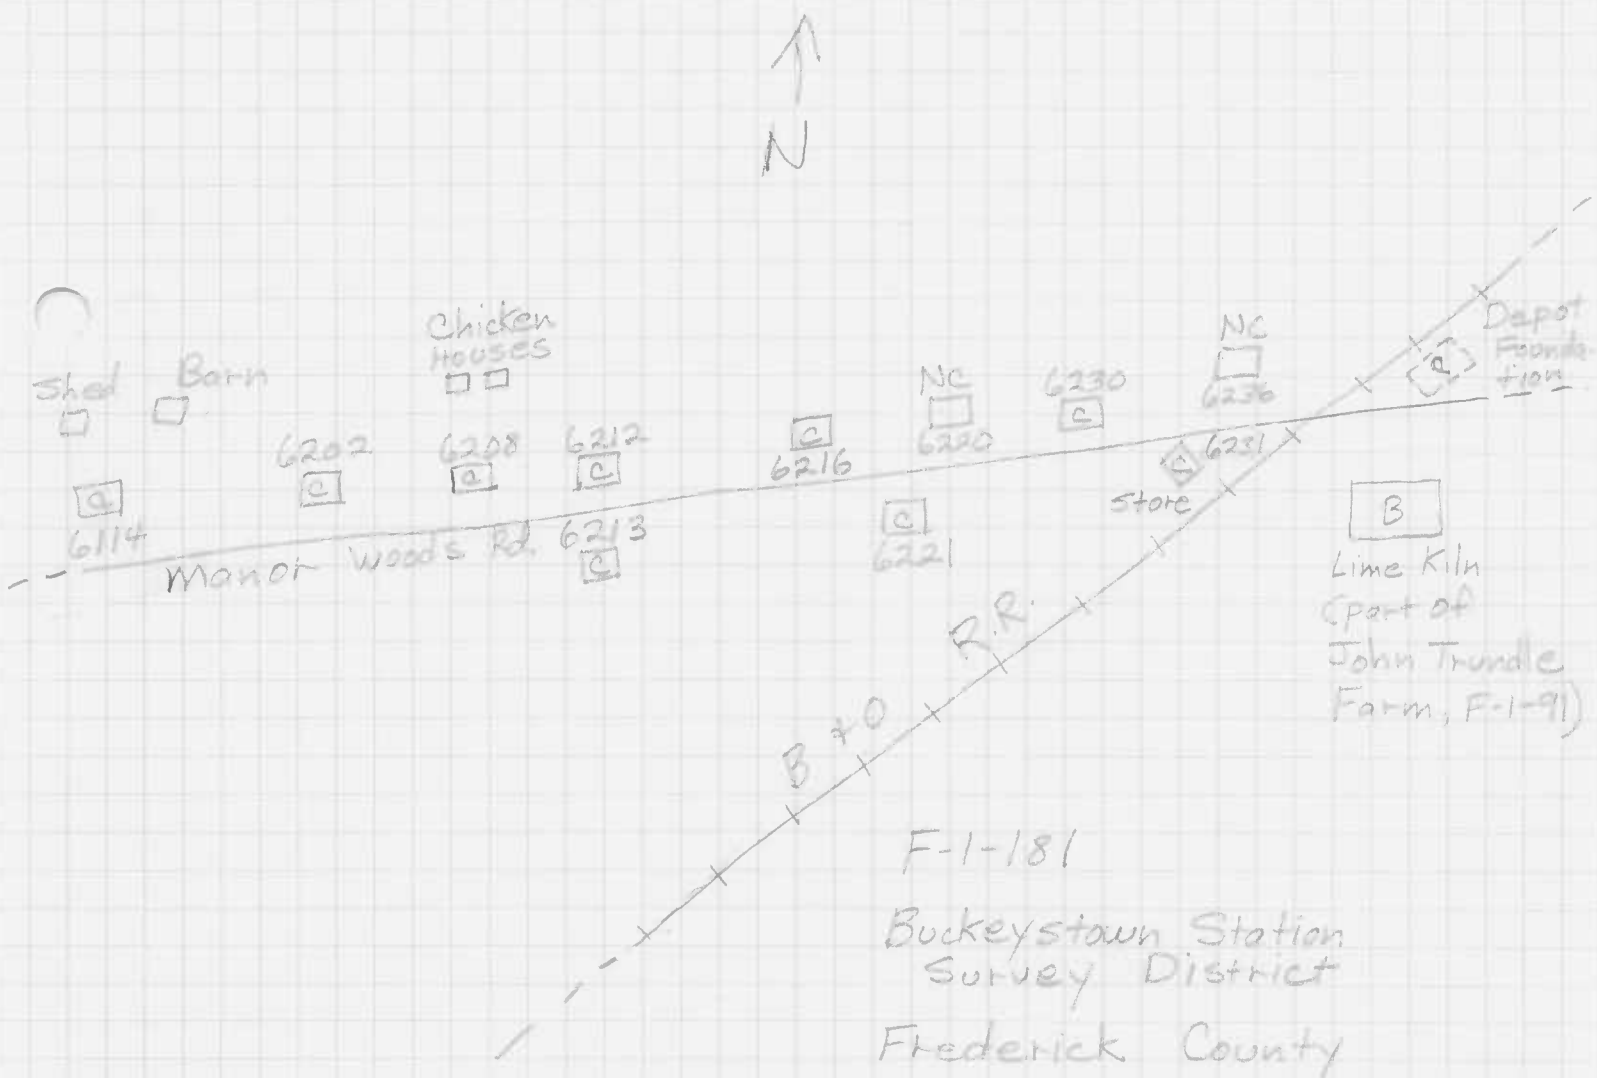 N
Chicken
Houses
Shed
Barn
6202
C
6208
C
6212
C
C
6114
Manor Woods Rd.
6213
C
C
6216
NC
6220
6230
C
NC
6236
C
6221
C
6231
Store
Depot
Founda-
tion
B
Lime Kiln
(part of
John Trundle
Farm, F-1-91)
B + O R.R.
F-1-181
Buckeystown Station
Survey District
Frederick County